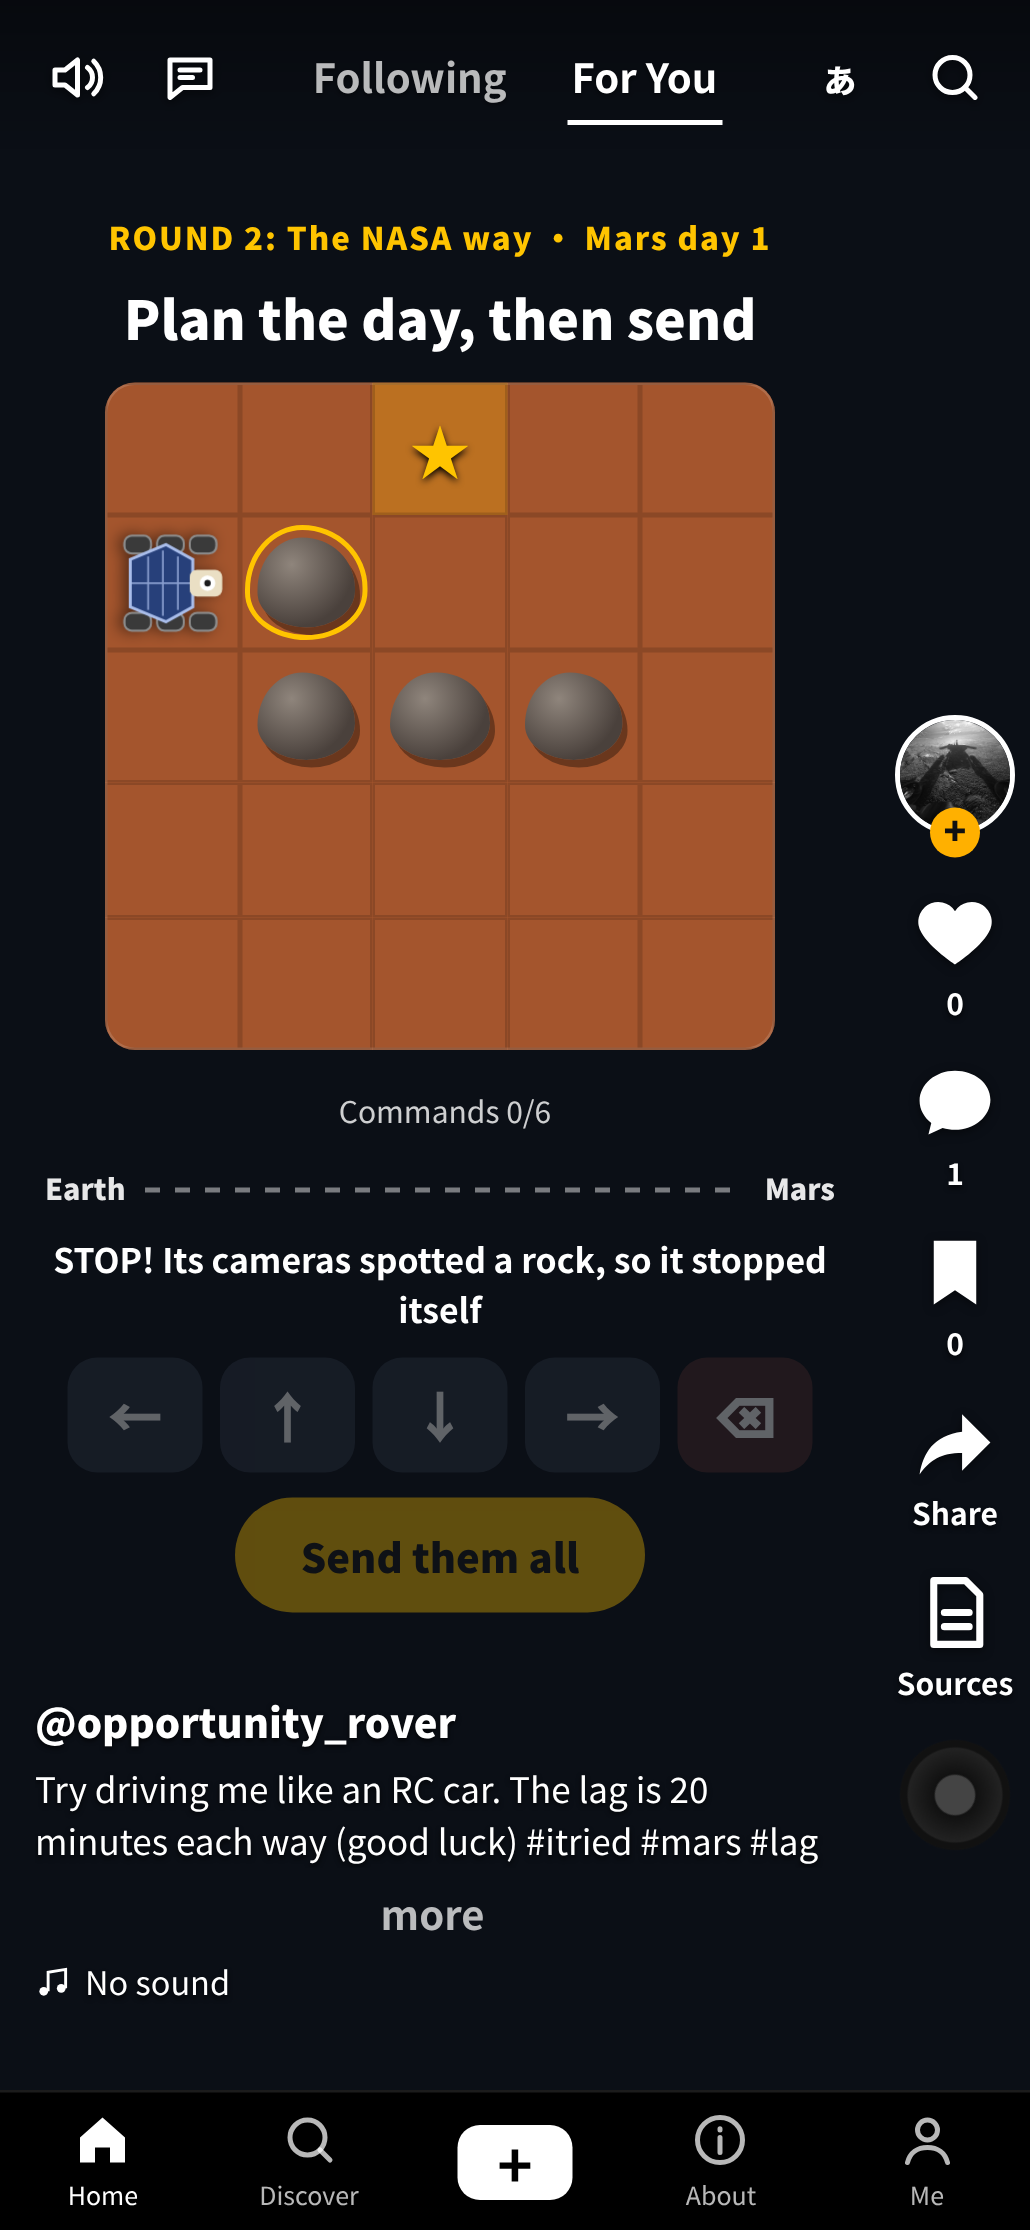 Following
For You
あ
ROUND 2: The NASA way • Mars day 1
Plan the day, then send
Commands 0/6
Earth
Mars
STOP! Its cameras spotted a rock, so it stopped
itself
Send them all
0
1
0
Share
Sources
@opportunity_rover
Try driving me like an RC car. The lag is 20
minutes each way (good luck) #itried #mars #lag
more
No sound
Home
Discover
About
Me